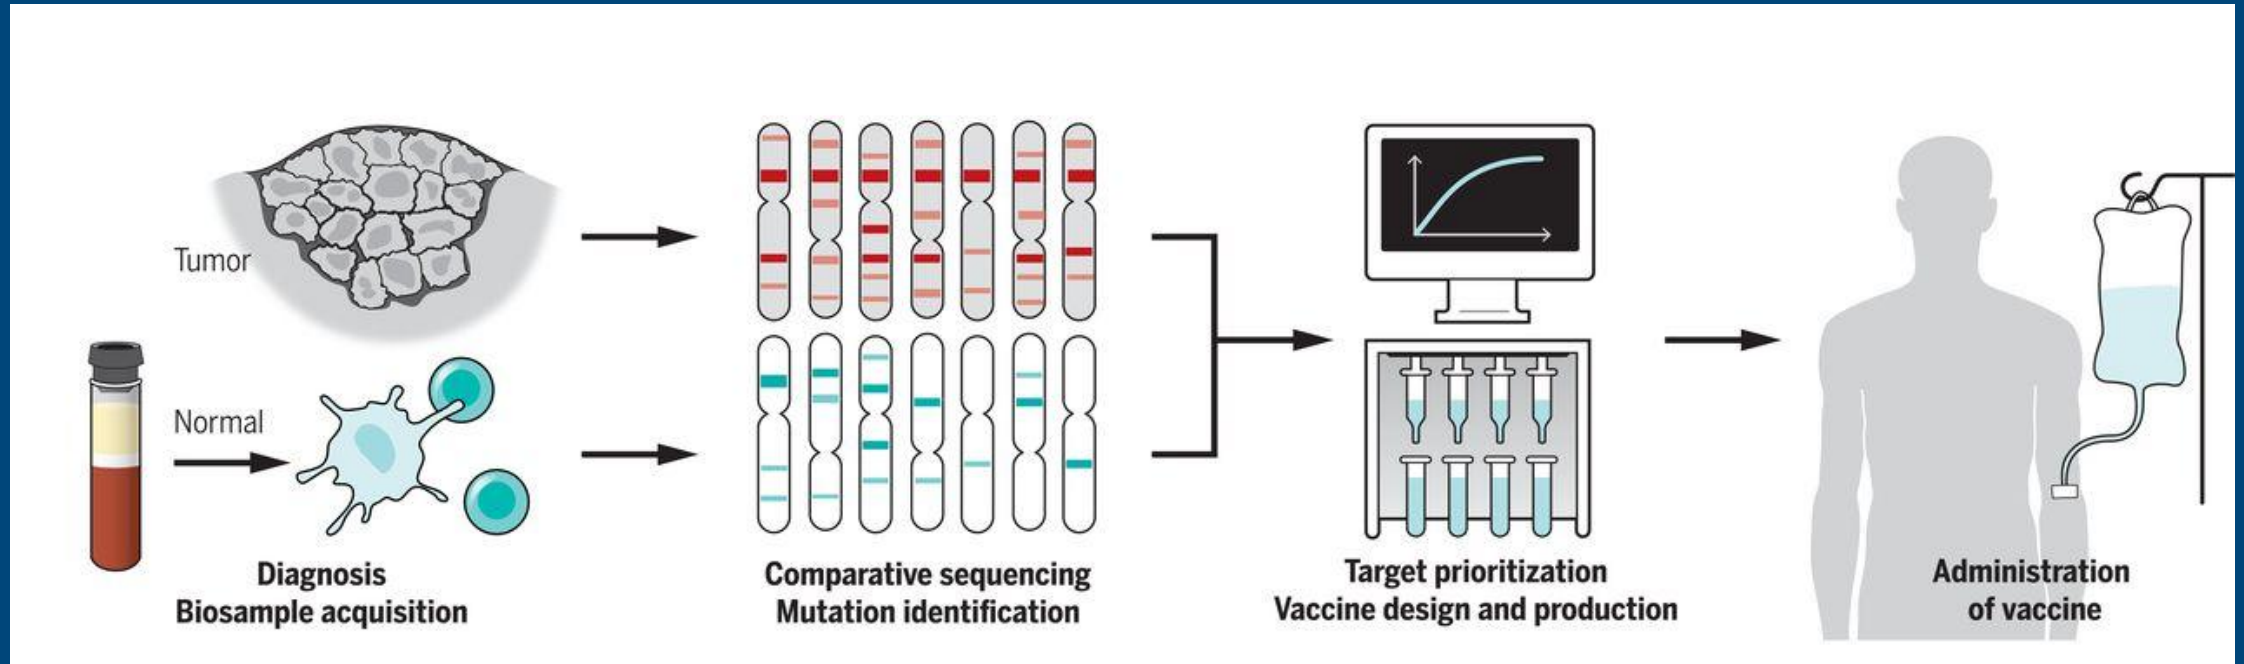 Tumor
Normal
Diagnosis
Biosample acquisition
Comparative sequencing
Mutation identification
Target prioritization
Vaccine design and production
Administration
of vaccine